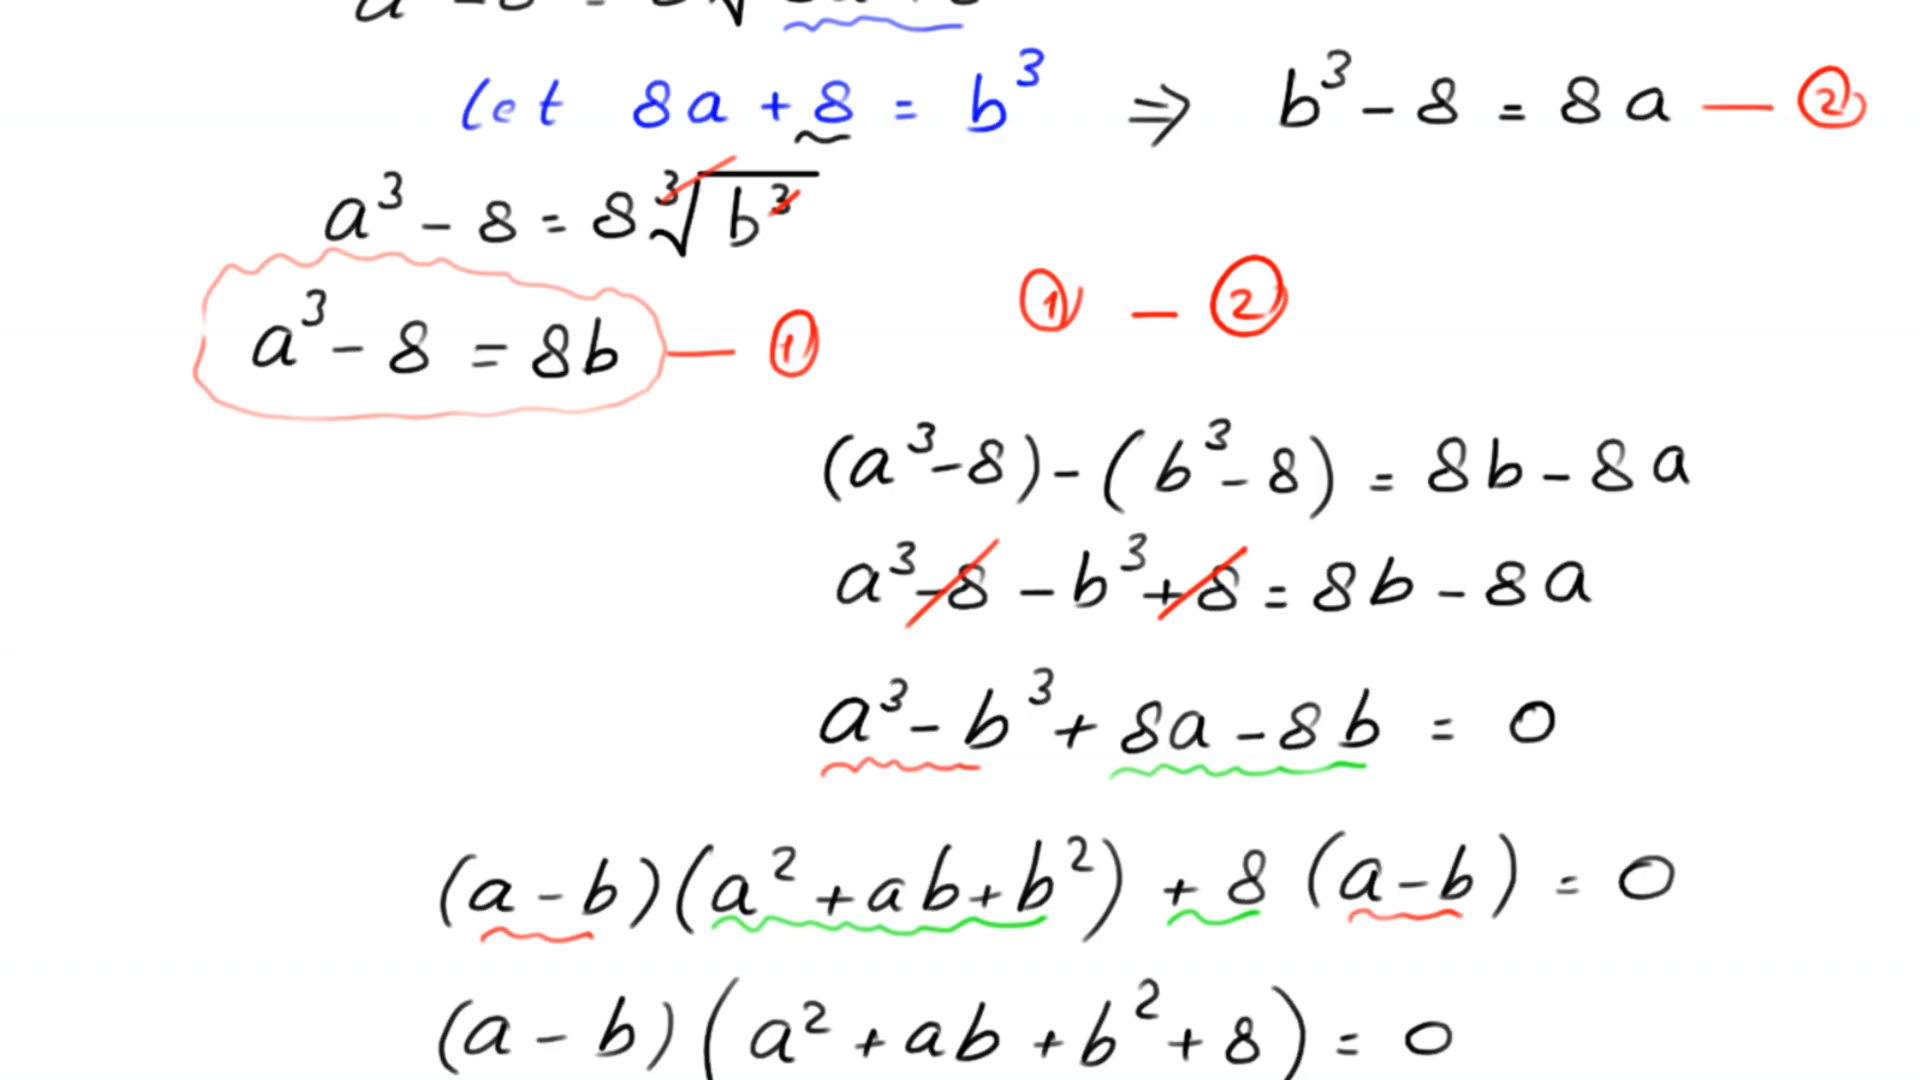 let 8a + 8 = b³ ⇒ b³ - 8 = 8a — ②
a³ - 8 = 8∛b³
a³ - 8 = 8b — ①
① - ②
(a³-8) - (b³-8) = 8b - 8a
a³ - 8 - b³ + 8 = 8b - 8a
a³ - b³ + 8a - 8b = 0
(a-b)(a² + ab + b²) + 8(a-b) = 0
(a - b)(a² + ab + b² + 8) = 0